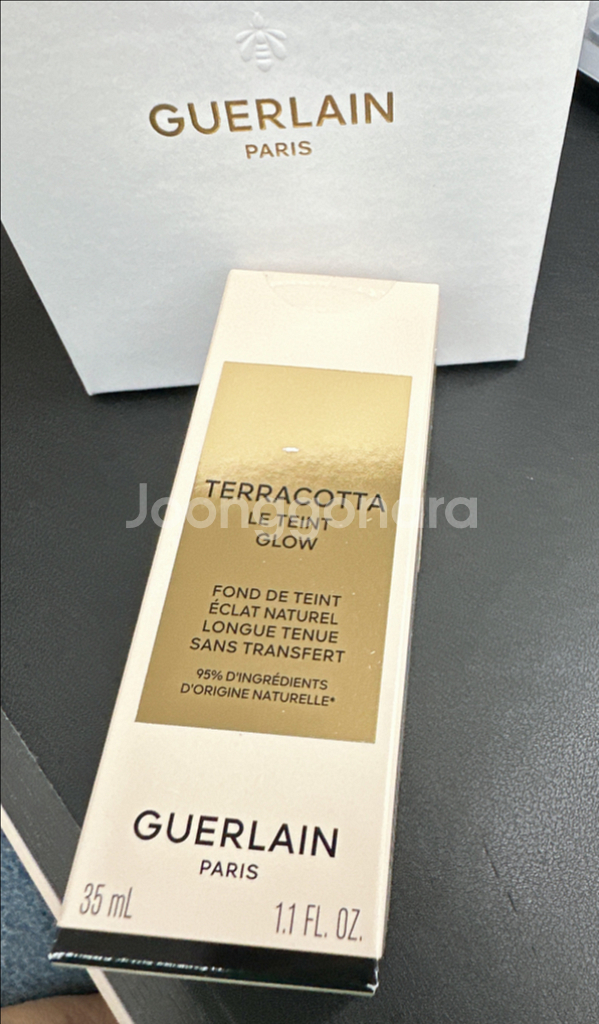 GUERLAIN
PARIS
TERRACOTTA
LE TEINT
GLOW
Joonggonara
FOND DE TEINT
ÉCLAT NATUREL
LONGUE TENUE
SANS TRANSFERT
95% D'INGRÉDIENTS
D'ORIGINE NATURELLE*
GUERLAIN
PARIS
35 mL
1.1 FL. OZ.